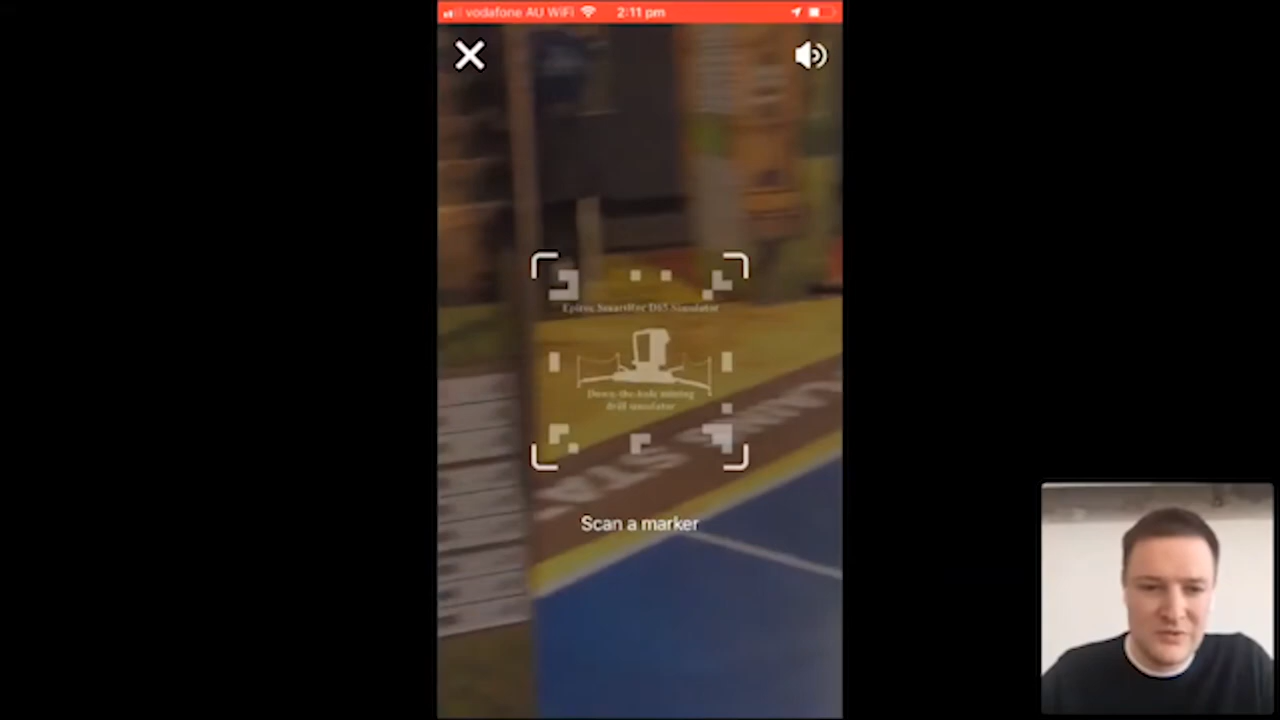 vodafone AU WiFi 2:11 pm
Epiroc SmartRoc D65 Simulator
Down-the-hole mining
drill simulator
Scan a marker